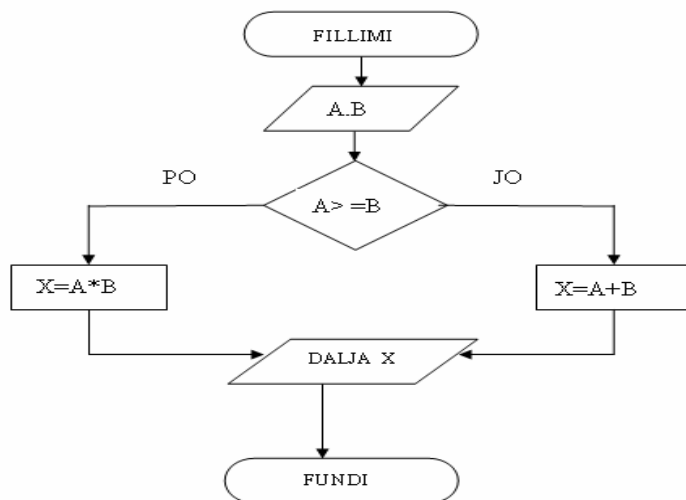 FILLIMI
A.B
PO
JO
A> =B
X=A*B
X=A+B
DALJA X
FUNDI